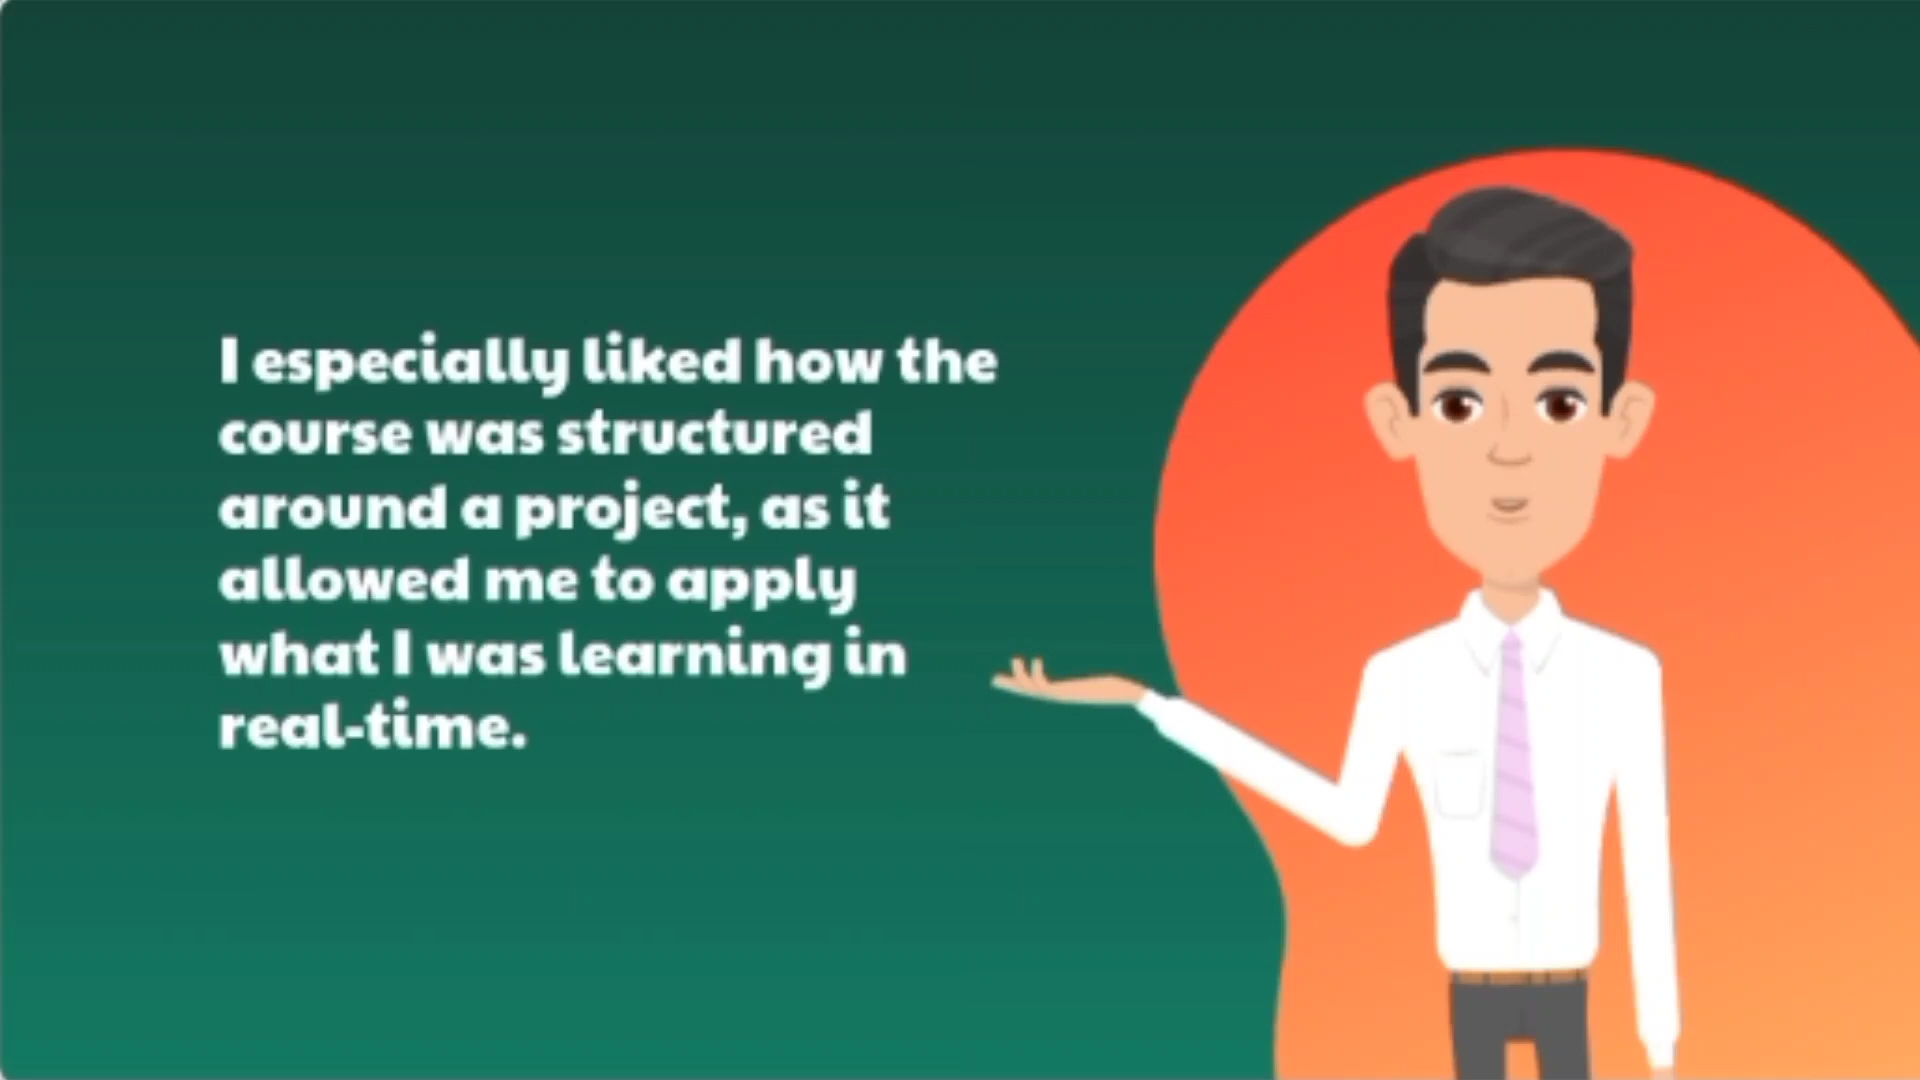 I especially liked how the
course was structured
around a project, as it
allowed me to apply
what I was learning in
real-time.